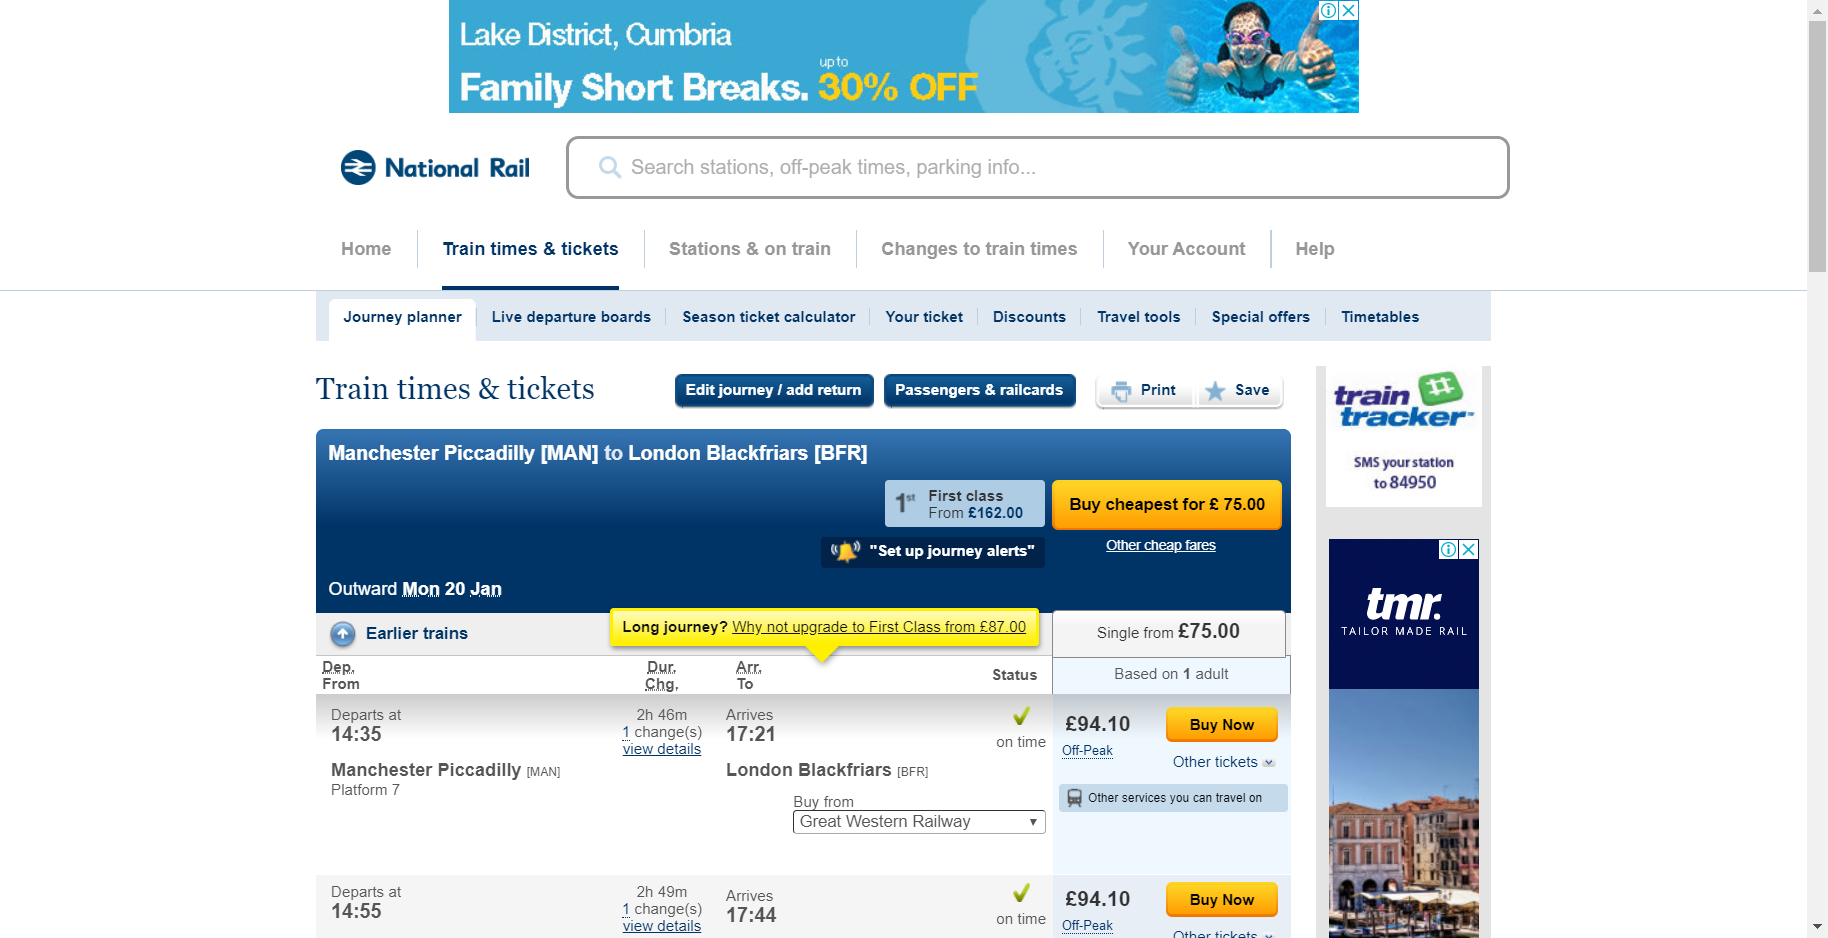 Lake District, Cumbria
up to
Family Short Breaks. 30% OFF
National Rail
Search stations, off-peak times, parking info...
Home
Train times & tickets
Stations & on train
Changes to train times
Your Account
Help
Journey planner
Live departure boards
Season ticket calculator
Your ticket
Discounts
Travel tools
Special offers
Timetables
Train times & tickets
Edit journey / add return
Passengers & railcards
Print
Save
Manchester Piccadilly [MAN] to London Blackfriars [BFR]
1st
First class
From £162.00
Buy cheapest for £ 75.00
"Set up journey alerts"
Other cheap fares
Outward Mon 20 Jan
Earlier trains
Long journey? Why not upgrade to First Class from £87.00
Single from £75.00
Dep.
From
Dur.
Chg.
Arr.
To
Status
Based on 1 adult
Departs at
14:35
2h 46m
1 change(s)
view details
Arrives
17:21
on time
£94.10
Off-Peak
Buy Now
Other tickets
Manchester Piccadilly [MAN]
Platform 7
London Blackfriars [BFR]
Buy from
Great Western Railway
Other services you can travel on
Departs at
14:55
2h 49m
1 change(s)
view details
Arrives
17:44
on time
£94.10
Off-Peak
Buy Now
Other tickets
train
tracker™
SMS your station
to 84950
tmr.
TAILOR MADE RAIL